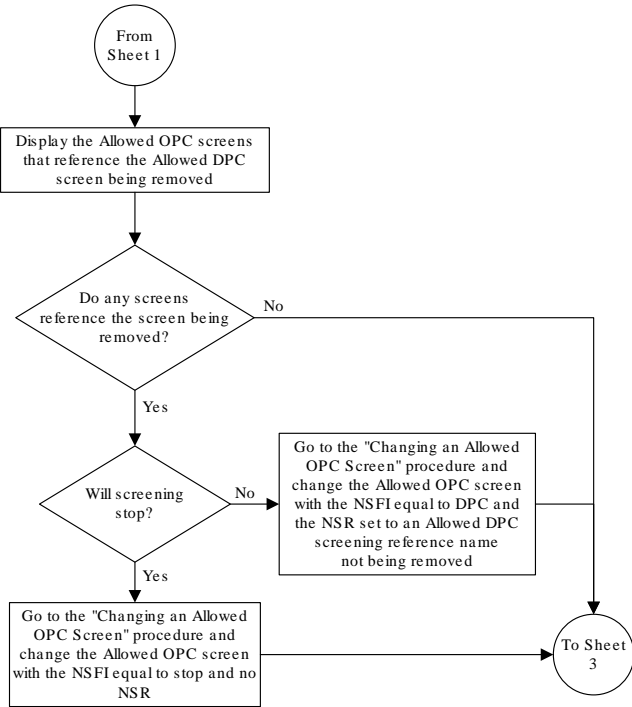 From
Sheet 1
Display the Allowed OPC screens
that reference the Allowed DPC
screen being removed
Do any screens
reference the screen being
removed?
No
Yes
Will screening
stop?
No
Go to the "Changing an Allowed
OPC Screen" procedure and
change the Allowed OPC screen
with the NSFI equal to DPC and
the NSR set to an Allowed DPC
screening reference name
not being removed
Yes
Go to the "Changing an Allowed
OPC Screen" procedure and
change the Allowed OPC screen
with the NSFI equal to stop and no
NSR
To Sheet
3